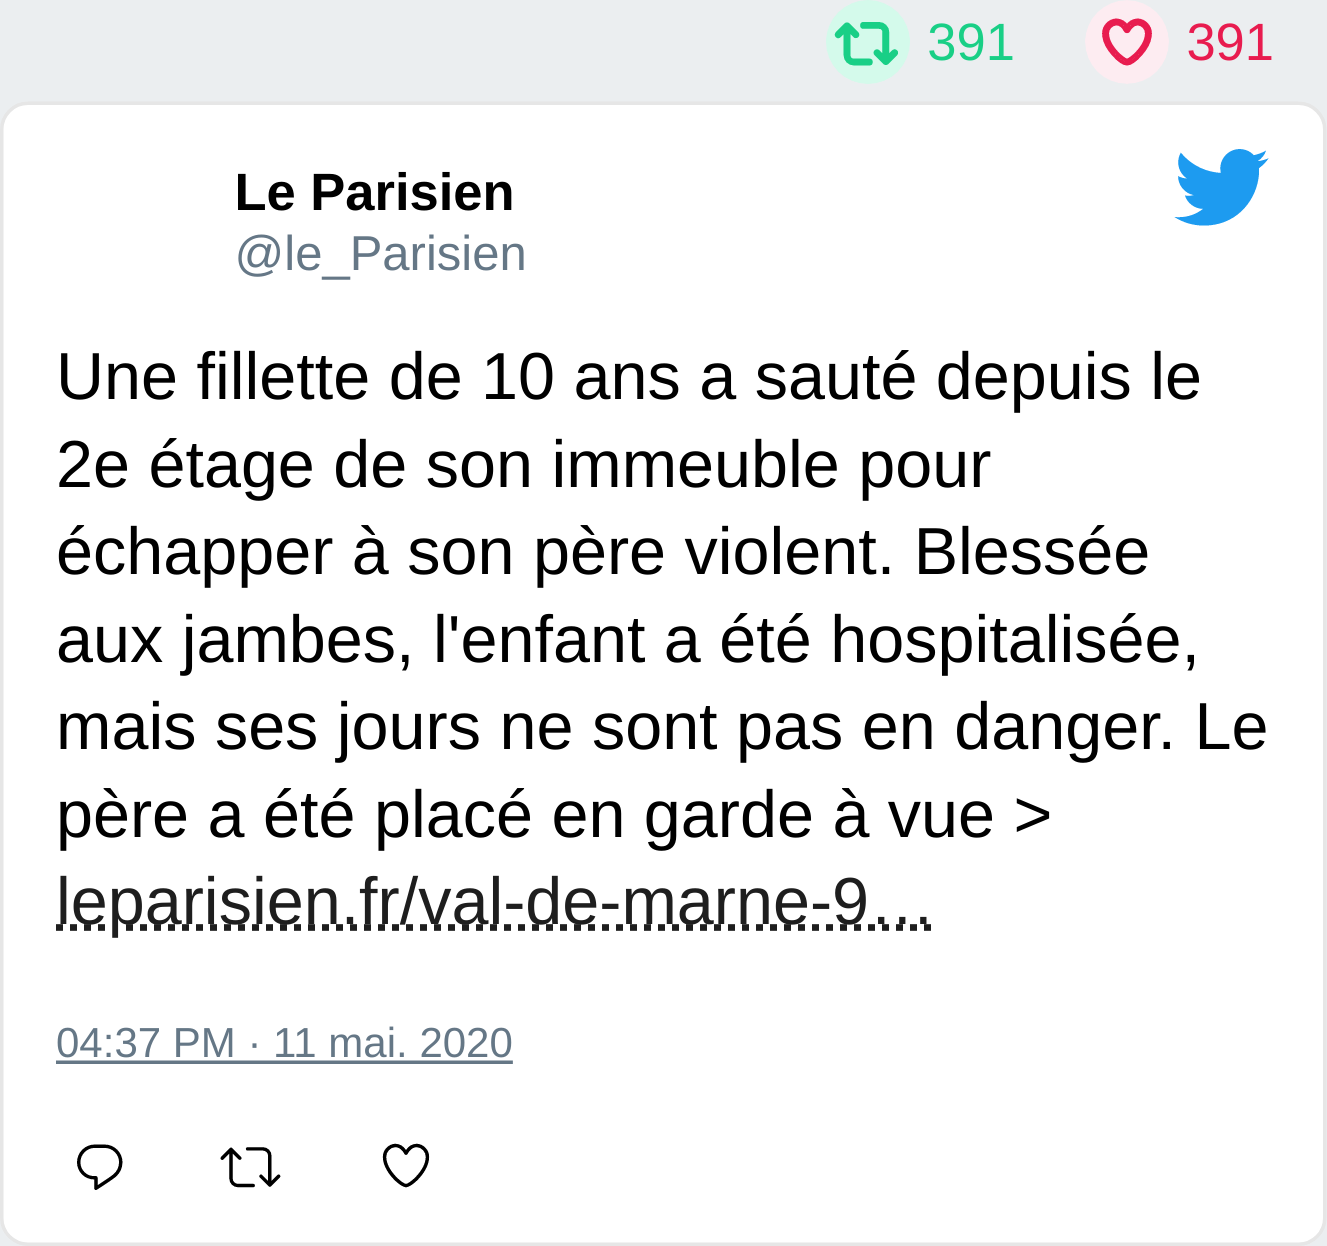 391 391
Le Parisien
@le_Parisien
Une fillette de 10 ans a sauté depuis le
2e étage de son immeuble pour
échapper à son père violent. Blessée
aux jambes, l'enfant a été hospitalisée,
mais ses jours ne sont pas en danger. Le
père a été placé en garde à vue >
leparisien.fr/val-de-marne-9…
04:37 PM · 11 mai. 2020